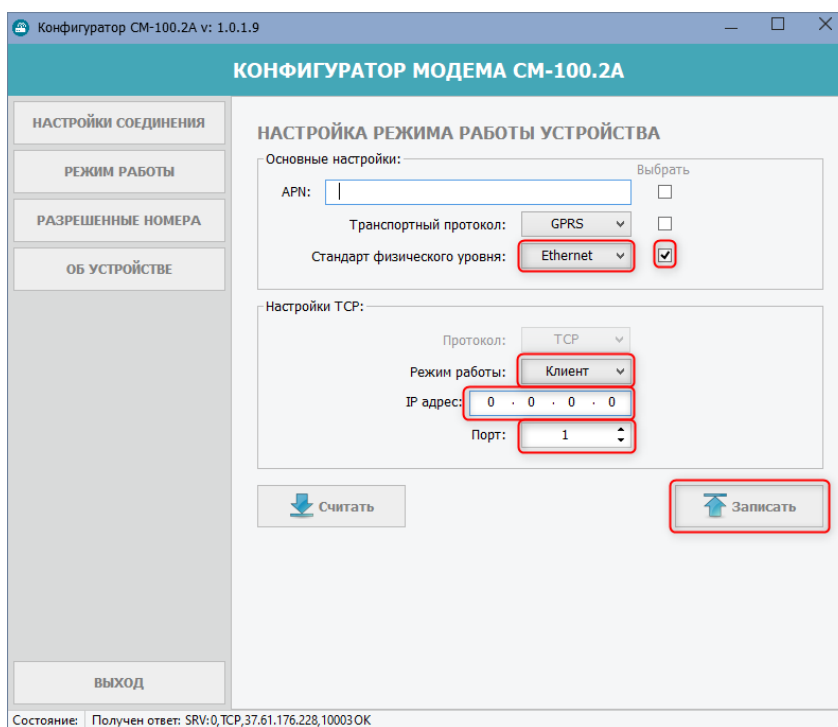 Конфигуратор СМ-100.2А v: 1.0.1.9
КОНФИГУРАТОР МОДЕМА СМ-100.2А
НАСТРОЙКИ СОЕДИНЕНИЯ
РЕЖИМ РАБОТЫ
РАЗРЕШЕННЫЕ НОМЕРА
ОБ УСТРОЙСТВЕ
ВЫХОД
НАСТРОЙКА РЕЖИМА РАБОТЫ УСТРОЙСТВА
Основные настройки:
Выбрать
APN:
Транспортный протокол: GPRS
Стандарт физического уровня: Ethernet
Настройки TCP:
Протокол: TCP
Режим работы: Клиент
IP адрес: 0 . 0 . 0 . 0
Порт: 1
Считать
Записать
Состояние: Получен ответ: SRV:0,TCP,37.61.176.228,10003OK